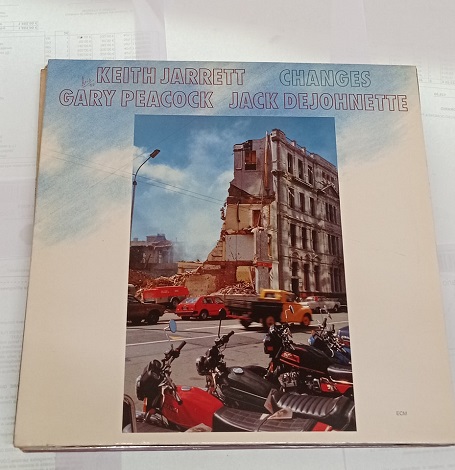 KEITH JARRETT CHANGES
GARY PEACOCK JACK DEJOHNETTE
ECM